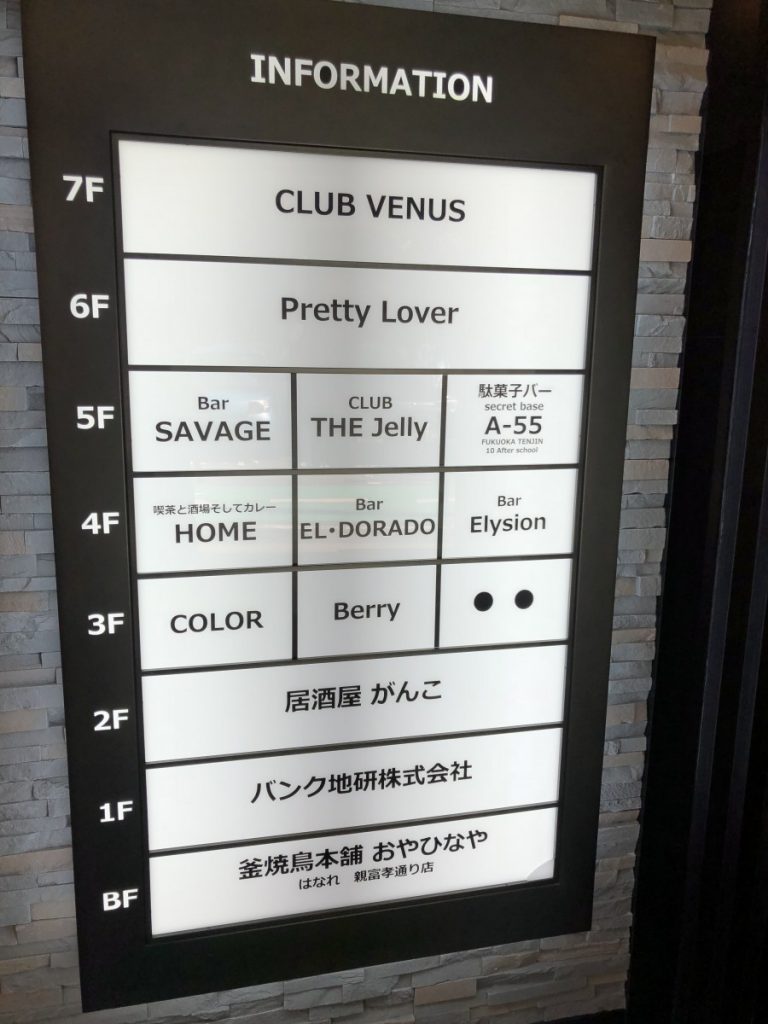 INFORMATION
7F
CLUB VENUS
6F
Pretty Lover
5F
Bar
SAVAGE
CLUB
THE Jelly
駄菓子バー
secret base
A-55
FUKUOKA TENJIN
10 After school
4F
喫茶と酒場そしてカレー
HOME
Bar
EL・DORADO
Bar
Elysion
3F
COLOR
Berry
●●
2F
居酒屋 がんこ
1F
バンク地研株式会社
BF
釜焼鳥本舗 おやひなや
はなれ 親富孝通り店